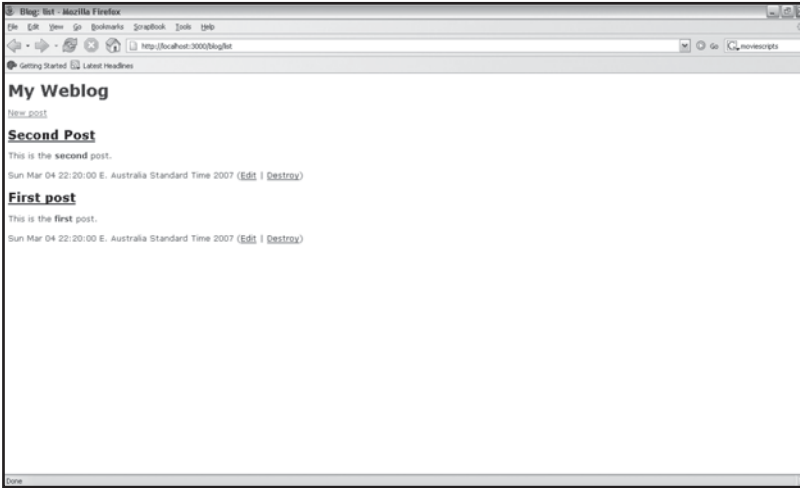 Blog: list - Mozilla Firefox
File Edit View Go Bookmarks ScrapBook Tools Help
http://localhost:3000/blog/list Go moviescripts
Getting Started Latest Headlines
My Weblog
New post
Second Post
This is the second post.
Sun Mar 04 22:20:00 E. Australia Standard Time 2007 (Edit | Destroy)
First post
This is the first post.
Sun Mar 04 22:20:00 E. Australia Standard Time 2007 (Edit | Destroy)
Done